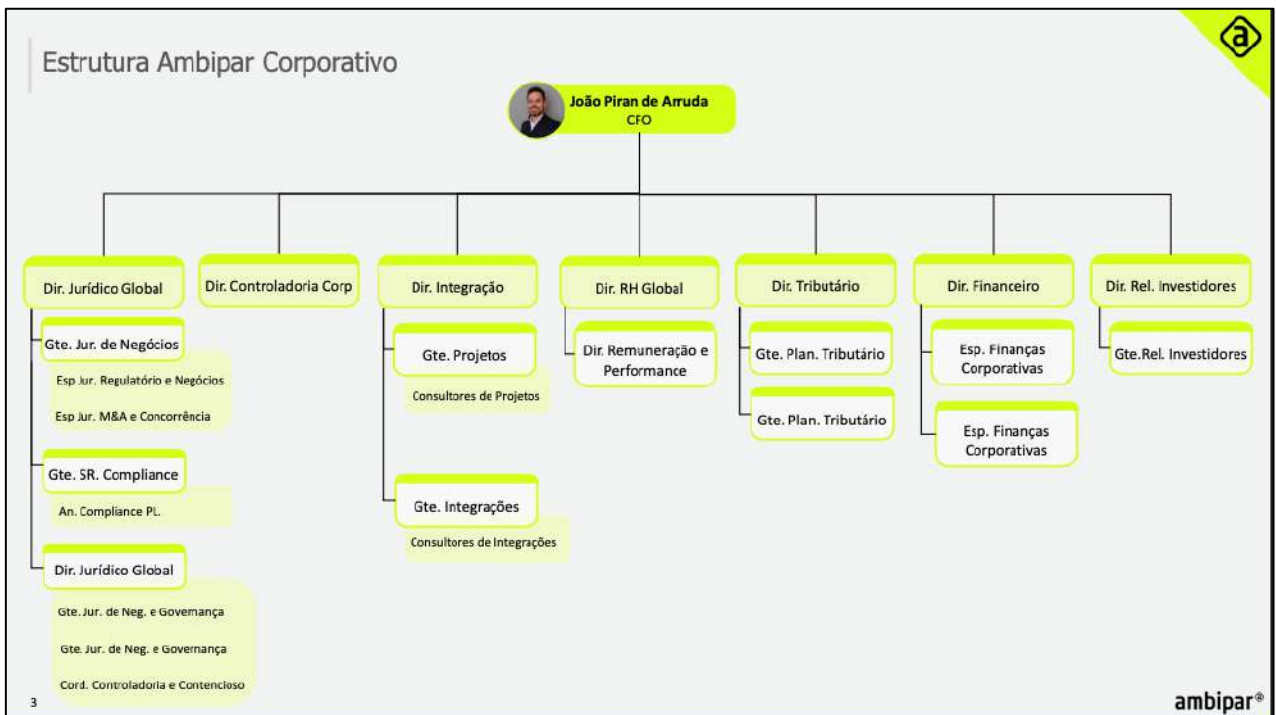 Estrutura Ambipar Corporativo
João Piran de Arruda
CFO
Dir. Jurídico Global
Dir. Controladoria Corp
Dir. Integração
Dir. RH Global
Dir. Tributário
Dir. Financeiro
Dir. Rel. Investidores
Gte. Jur. de Negócios
Esp Jur. Regulatório e Negócios
Esp Jur. M&A e Concorrência
Gte. SR. Compliance
An. Compliance PL.
Dir. Jurídico Global
Gte. Jur. de Neg. e Governança
Gte. Jur. de Neg. e Governança
Cord. Controladoria e Contencioso
Gte. Projetos
Consultores de Projetos
Gte. Integrações
Consultores de Integrações
Dir. Remuneração e
Performance
Gte. Plan. Tributário
Gte. Plan. Tributário
Esp. Finanças
Corporativas
Esp. Finanças
Corporativas
Gte.Rel. Investidores
3
ambipar®